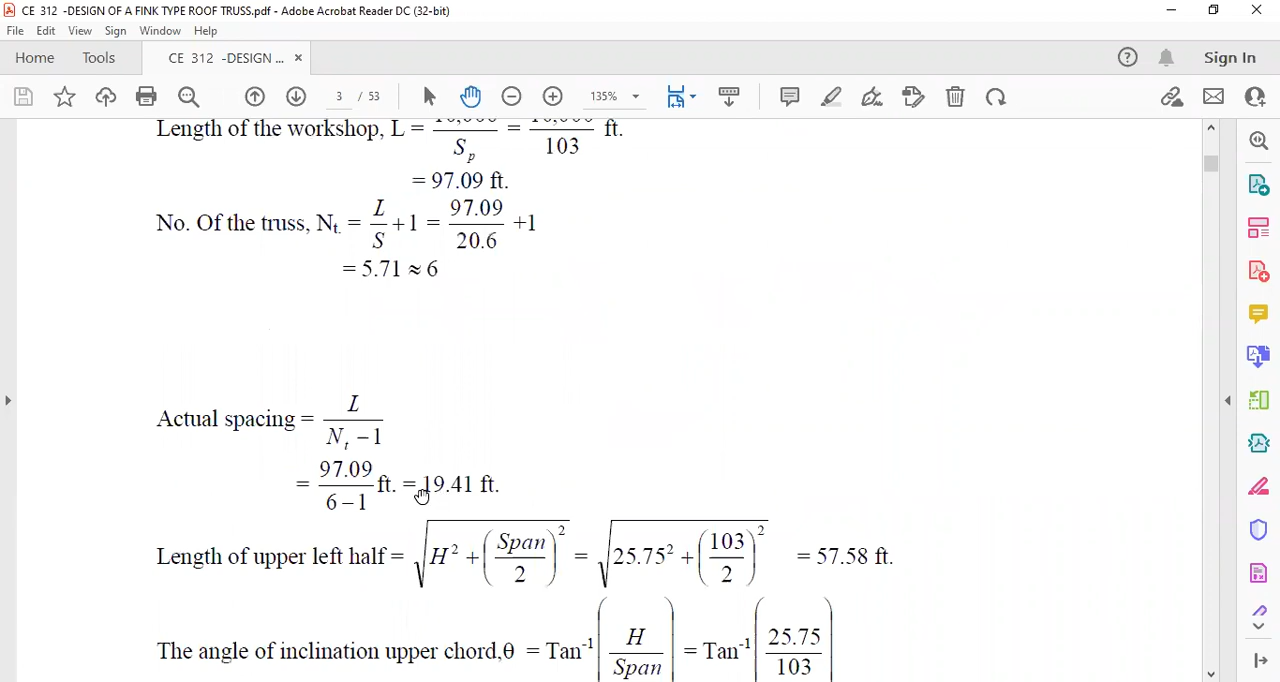 CE 312 -DESIGN OF A FINK TYPE ROOF TRUSS.pdf - Adobe Acrobat Reader DC (32-bit)
File Edit View Sign Window Help
Home Tools CE 312 -DESIGN ... × Sign In
3 / 53 135%
Length of the workshop, L = 10,000/S_p = 10,000/103 ft.
= 97.09 ft.
No. Of the truss, N_t. = L/S + 1 = 97.09/20.6 +1
= 5.71 ≈ 6
Actual spacing = L/(N_t − 1)
= 97.09/(6−1) ft. = 19.41 ft.
Length of upper left half = √(H² + (Span/2)²) = √(25.75² + (103/2)²) = 57.58 ft.
The angle of inclination upper chord,θ = Tan⁻¹(H/Span) = Tan⁻¹(25.75/103)